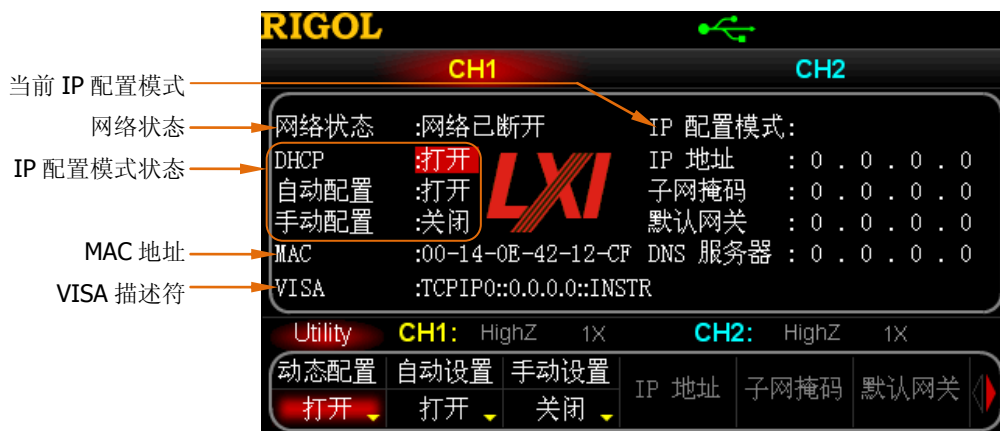 RIGOL
CH1 CH2
当前 IP 配置模式
网络状态
IP 配置模式状态
MAC 地址
VISA 描述符
网络状态 :网络已断开 IP 配置模式:
DHCP :打开 IP 地址 : 0 . 0 . 0 . 0
自动配置 :打开 子网掩码 : 0 . 0 . 0 . 0
手动配置 :关闭 默认网关 : 0 . 0 . 0 . 0
MAC :00-14-0E-42-12-CF DNS 服务器 : 0 . 0 . 0 . 0
VISA :TCPIP0::0.0.0.0::INSTR
LXI
Utility CH1: HighZ 1X CH2: HighZ 1X
动态配置 自动设置 手动设置 IP 地址 子网掩码 默认网关
打开 打开 关闭